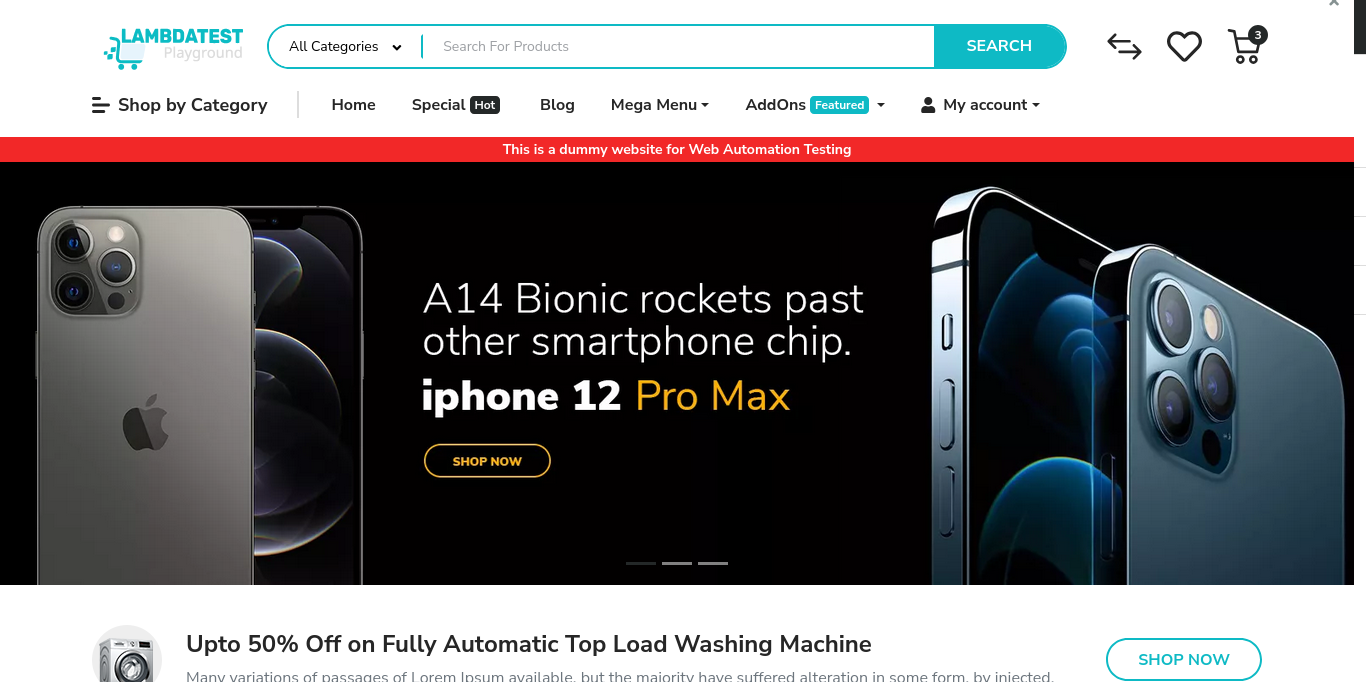 LAMBDATEST
Playground
All Categories
Search For Products
SEARCH
3
Shop by Category
Home
Special Hot
Blog
Mega Menu
AddOns Featured
My account
This is a dummy website for Web Automation Testing
A14 Bionic rockets past
other smartphone chip.
iphone 12 Pro Max
SHOP NOW
Upto 50% Off on Fully Automatic Top Load Washing Machine
Many variations of passages of Lorem Ipsum available, but the majority have suffered alteration in some form, by injected.
SHOP NOW